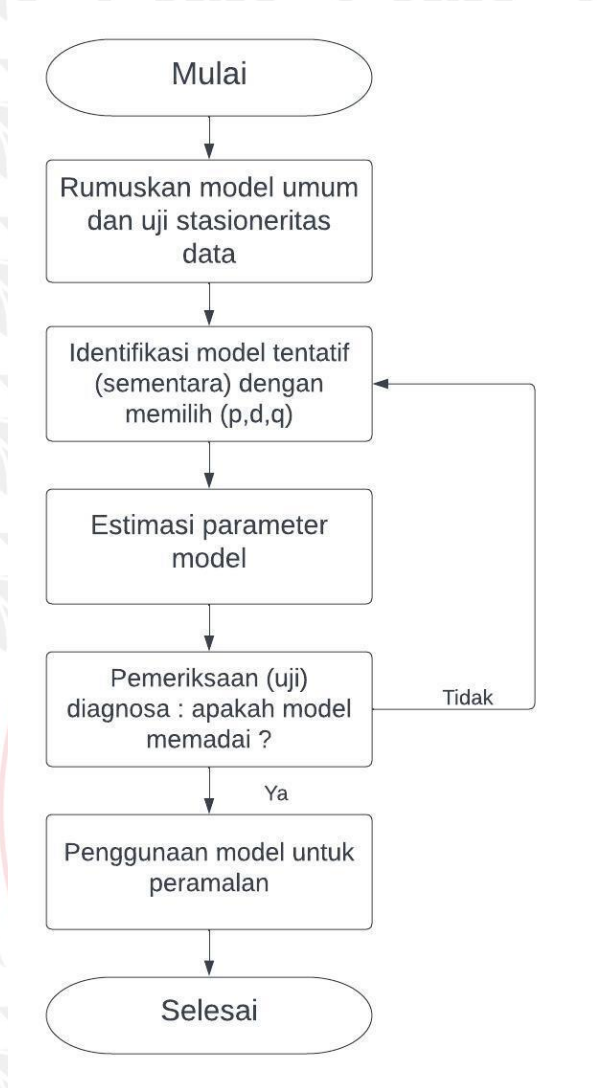 Mulai
Rumuskan model umum
dan uji stasioneritas
data
Identifikasi model tentatif
(sementara) dengan
memilih (p,d,q)
Estimasi parameter
model
Pemeriksaan (uji)
diagnosa : apakah model
memadai ?
Tidak
Ya
Penggunaan model untuk
peramalan
Selesai